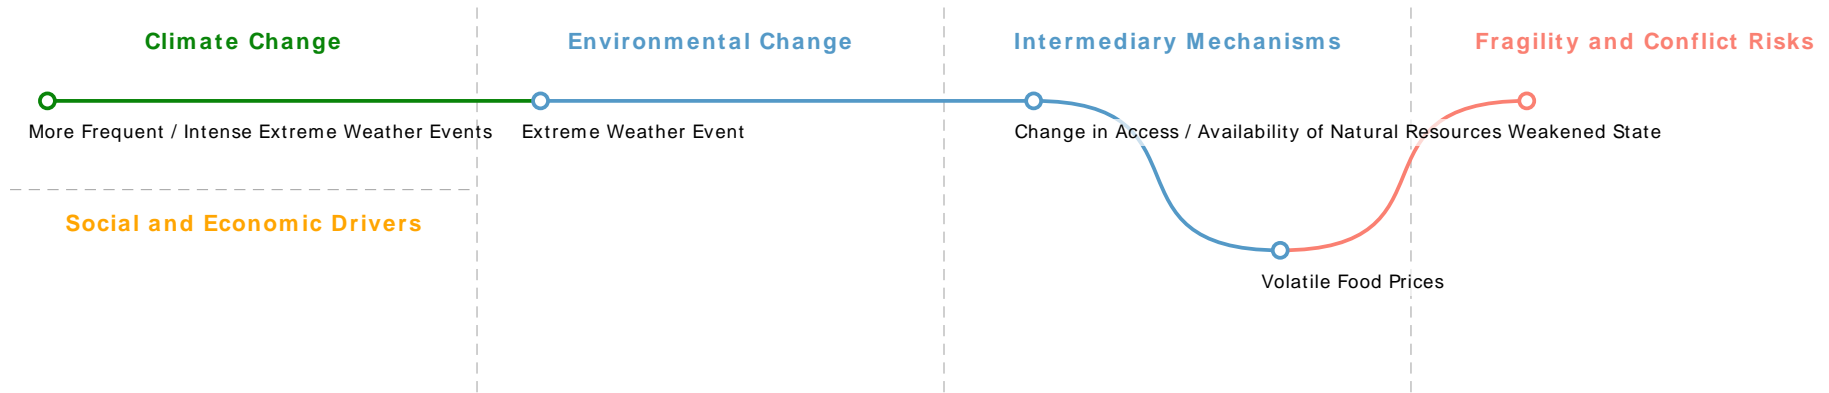 Climate Change
Environmental Change
Intermediary Mechanisms
Fragility and Conflict Risks
More Frequent / Intense Extreme Weather Events
Extreme Weather Event
Change in Access / Availability of Natural Resources
Weakened State
Social and Economic Drivers
Volatile Food Prices